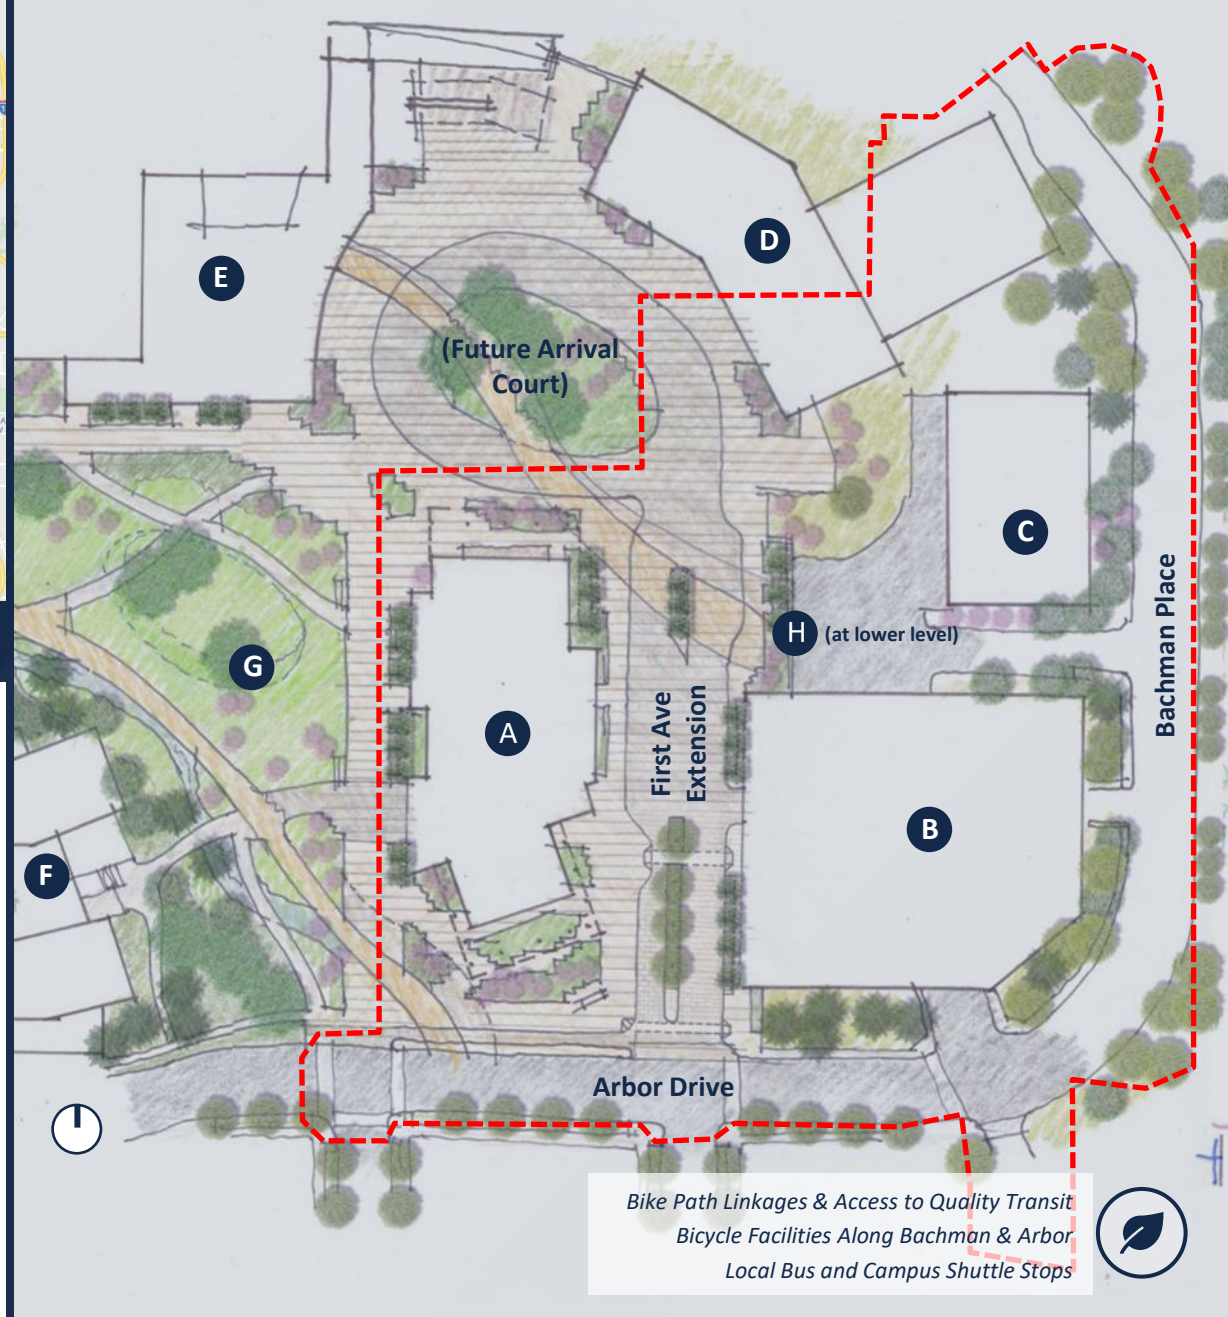 D
E
(Future Arrival
Court)
C
H (at lower level)
G
A
First Ave
Extension
Bachman Place
B
F
Arbor Drive
Bike Path Linkages & Access to Quality Transit
Bicycle Facilities Along Bachman & Arbor
Local Bus and Campus Shuttle Stops